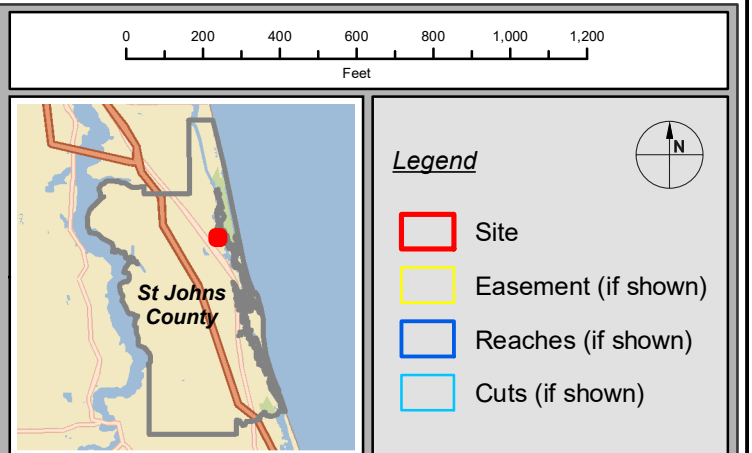 0 200 400 600 800 1,000 1,200
Feet
St Johns
County
Legend
N
Site
Easement (if shown)
Reaches (if shown)
Cuts (if shown)